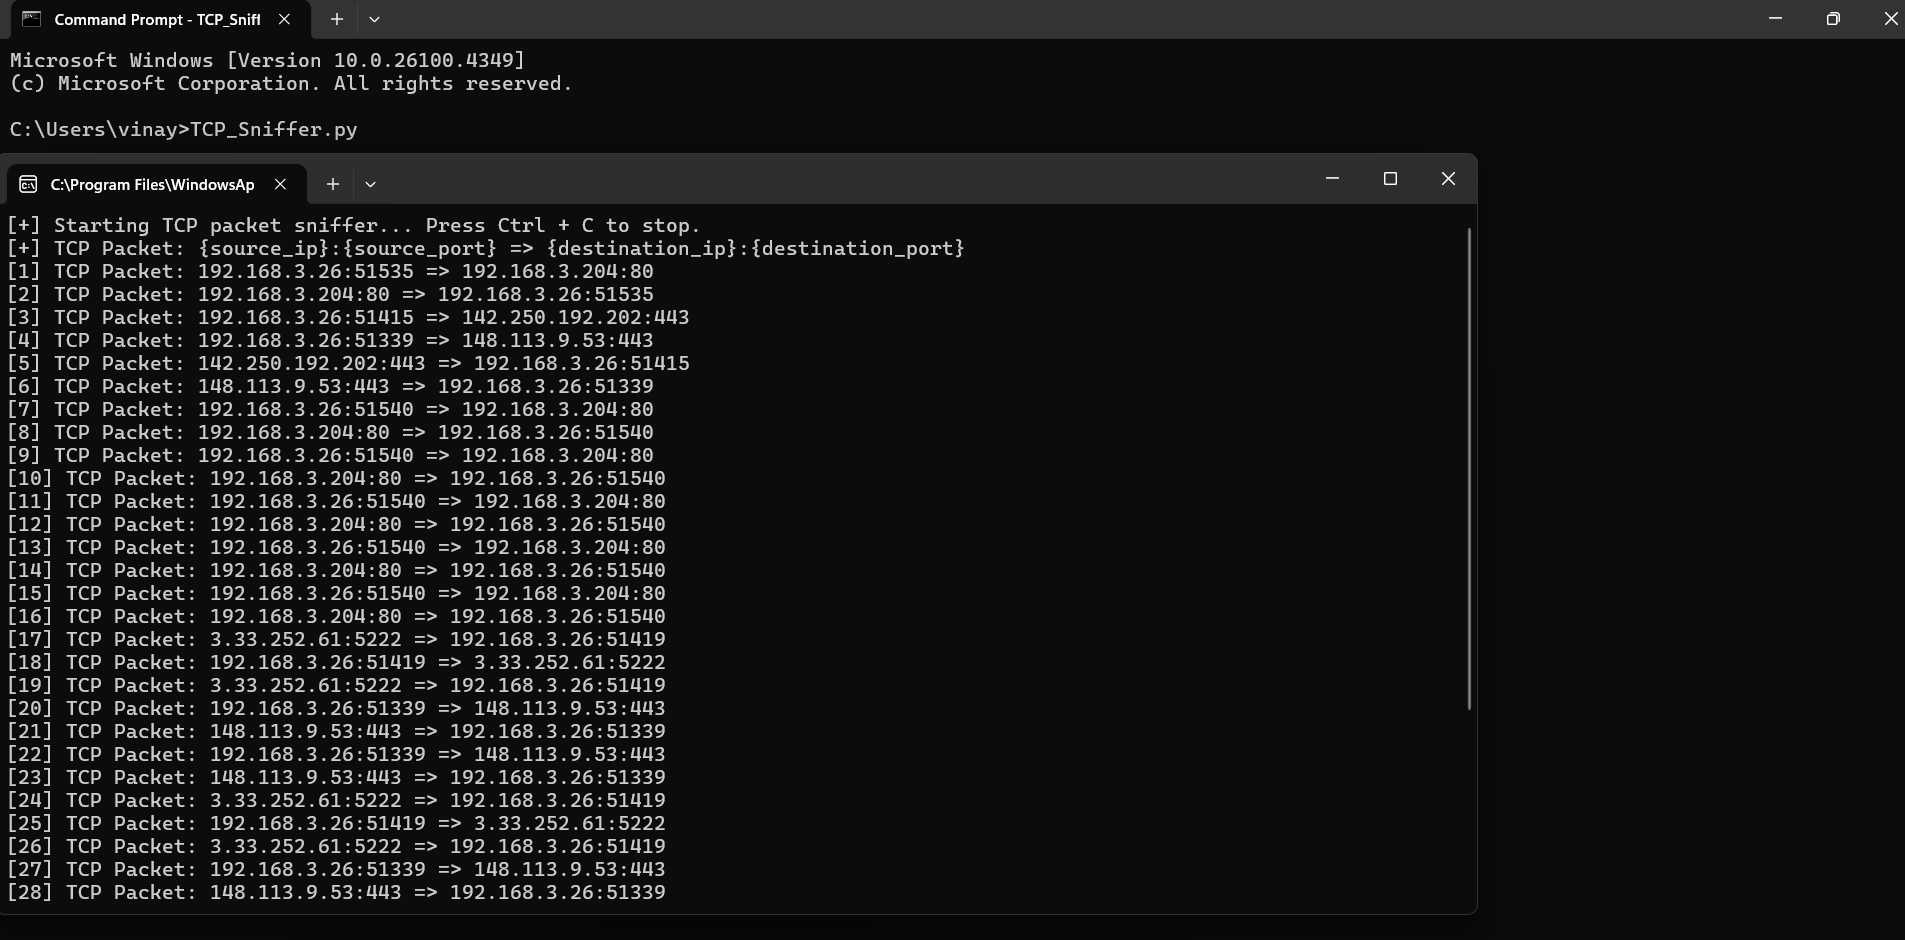 Command Prompt - TCP_Sniff
Microsoft Windows [Version 10.0.26100.4349]
(c) Microsoft Corporation. All rights reserved.
C:\Users\vinay>TCP_Sniffer.py
C:\Program Files\WindowsAp
[+] Starting TCP packet sniffer... Press Ctrl + C to stop.
[+] TCP Packet: {source_ip}:{source_port} => {destination_ip}:{destination_port}
[1] TCP Packet: 192.168.3.26:51535 => 192.168.3.204:80
[2] TCP Packet: 192.168.3.204:80 => 192.168.3.26:51535
[3] TCP Packet: 192.168.3.26:51415 => 142.250.192.202:443
[4] TCP Packet: 192.168.3.26:51339 => 148.113.9.53:443
[5] TCP Packet: 142.250.192.202:443 => 192.168.3.26:51415
[6] TCP Packet: 148.113.9.53:443 => 192.168.3.26:51339
[7] TCP Packet: 192.168.3.26:51540 => 192.168.3.204:80
[8] TCP Packet: 192.168.3.204:80 => 192.168.3.26:51540
[9] TCP Packet: 192.168.3.26:51540 => 192.168.3.204:80
[10] TCP Packet: 192.168.3.204:80 => 192.168.3.26:51540
[11] TCP Packet: 192.168.3.26:51540 => 192.168.3.204:80
[12] TCP Packet: 192.168.3.204:80 => 192.168.3.26:51540
[13] TCP Packet: 192.168.3.26:51540 => 192.168.3.204:80
[14] TCP Packet: 192.168.3.204:80 => 192.168.3.26:51540
[15] TCP Packet: 192.168.3.26:51540 => 192.168.3.204:80
[16] TCP Packet: 192.168.3.204:80 => 192.168.3.26:51540
[17] TCP Packet: 3.33.252.61:5222 => 192.168.3.26:51419
[18] TCP Packet: 192.168.3.26:51419 => 3.33.252.61:5222
[19] TCP Packet: 3.33.252.61:5222 => 192.168.3.26:51419
[20] TCP Packet: 192.168.3.26:51339 => 148.113.9.53:443
[21] TCP Packet: 148.113.9.53:443 => 192.168.3.26:51339
[22] TCP Packet: 192.168.3.26:51339 => 148.113.9.53:443
[23] TCP Packet: 148.113.9.53:443 => 192.168.3.26:51339
[24] TCP Packet: 3.33.252.61:5222 => 192.168.3.26:51419
[25] TCP Packet: 192.168.3.26:51419 => 3.33.252.61:5222
[26] TCP Packet: 3.33.252.61:5222 => 192.168.3.26:51419
[27] TCP Packet: 192.168.3.26:51339 => 148.113.9.53:443
[28] TCP Packet: 148.113.9.53:443 => 192.168.3.26:51339